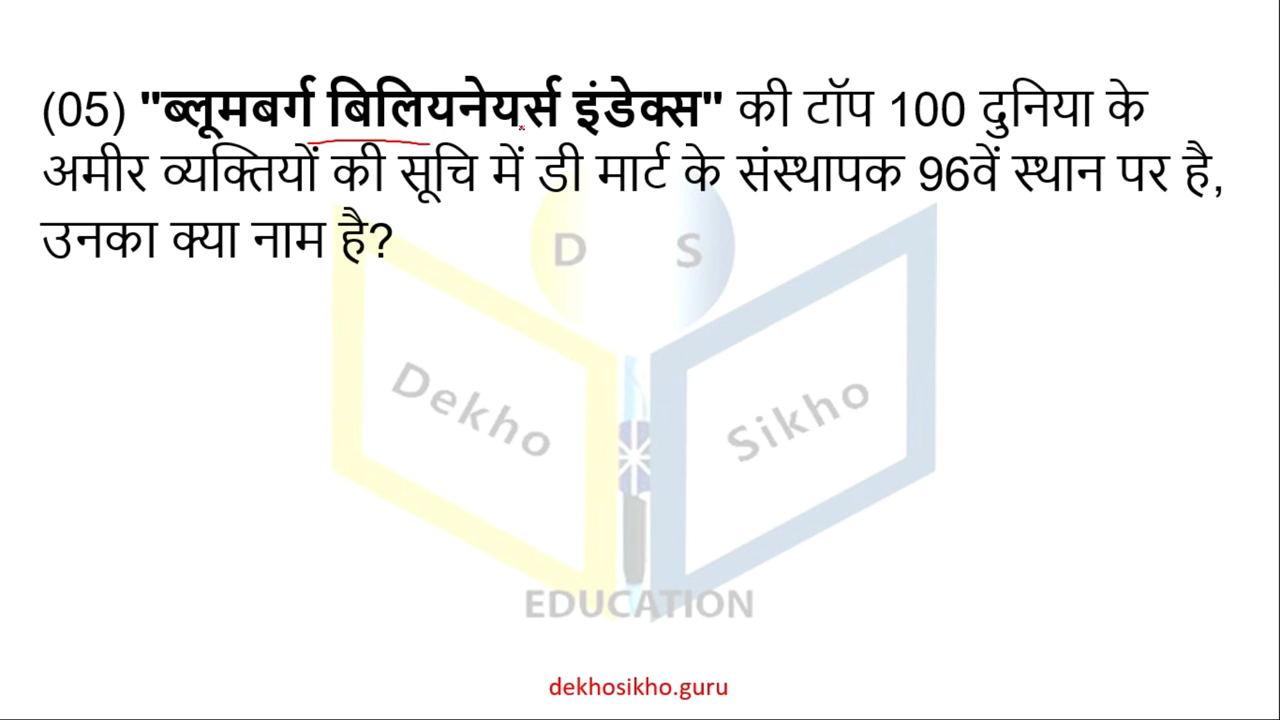 (05) "ब्लूमबर्ग बिलियनेयर्स इंडेक्स" की टॉप 100 दुनिया के
अमीर व्यक्तियों की सूचि में डी मार्ट के संस्थापक 96वें स्थान पर है,
उनका क्या नाम है?
D S
Dekho Sikho
EDUCATION
dekhosikho.guru